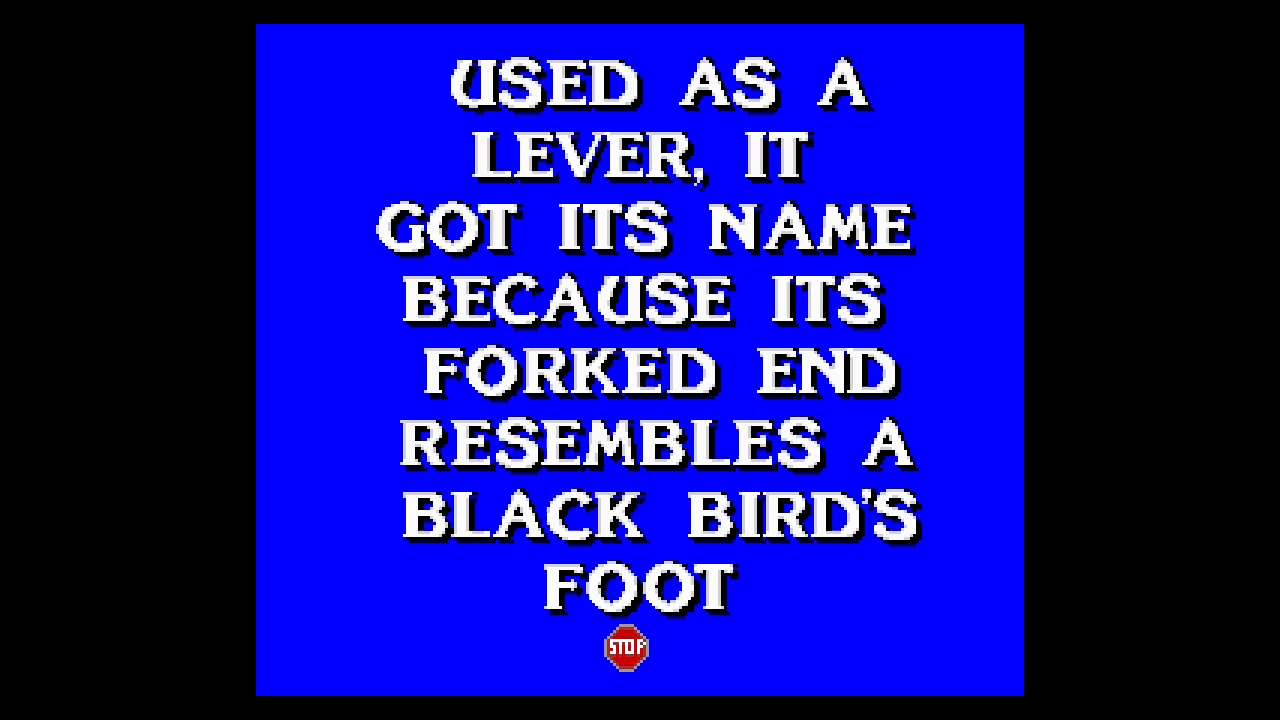 USED AS A
LEVER, IT
GOT ITS NAME
BECAUSE ITS
FORKED END
RESEMBLES A
BLACK BIRD'S
FOOT
STOP